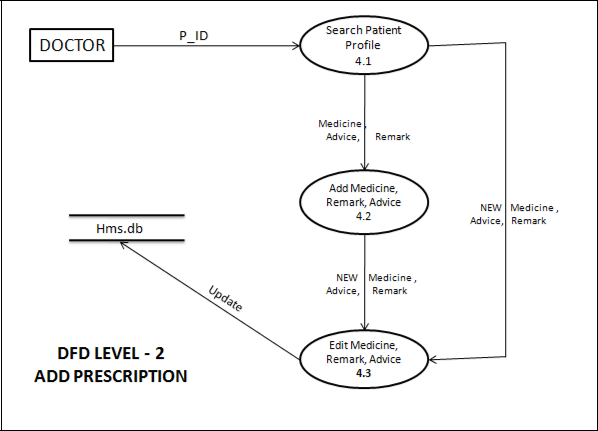 DOCTOR
P_ID
Search Patient
Profile
4.1
Medicine ,
Advice, Remark
Add Medicine,
Remark, Advice
4.2
NEW Medicine ,
Advice, Remark
NEW Medicine ,
Advice, Remark
Hms.db
Update
Edit Medicine,
Remark, Advice
4.3
DFD LEVEL - 2
ADD PRESCRIPTION